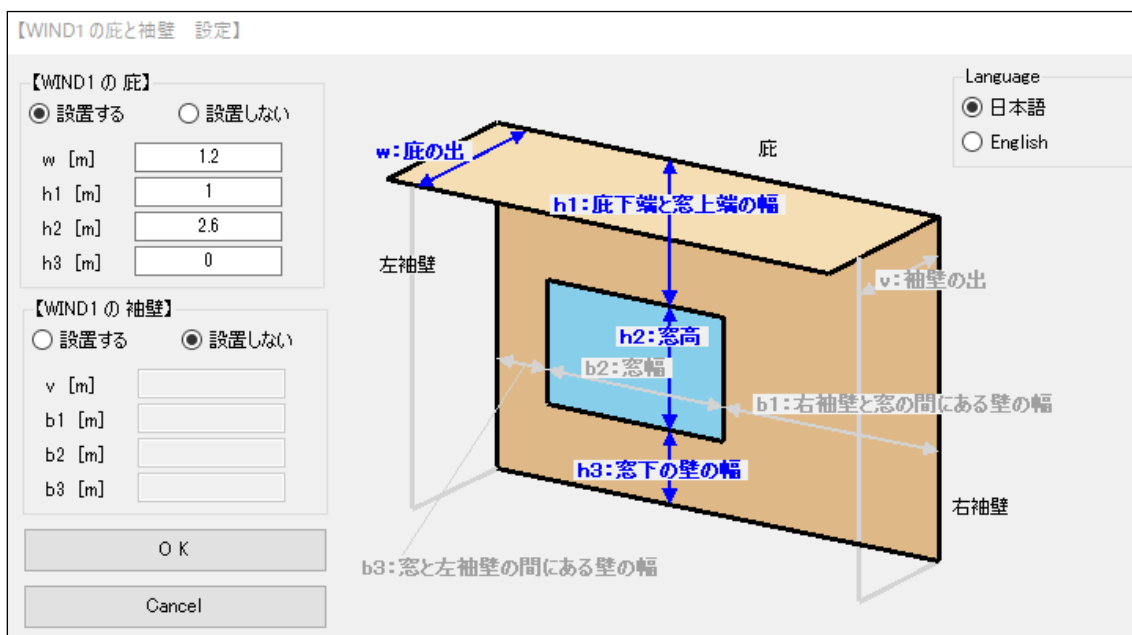 【WIND1の庇と袖壁　設定】
【WIND1 の 庇】
設置する 設置しない
w [m] 1.2
h1 [m] 1
h2 [m] 2.6
h3 [m] 0
【WIND1 の 袖壁】
設置する 設置しない
v [m]
b1 [m]
b2 [m]
b3 [m]
O K
Cancel
w:庇の出
庇
h1:庇下端と窓上端の幅
左袖壁
v:袖壁の出
h2:窓高
b2:窓幅
b1:右袖壁と窓の間にある壁の幅
h3:窓下の壁の幅
右袖壁
b3:窓と左袖壁の間にある壁の幅
Language
日本語
English